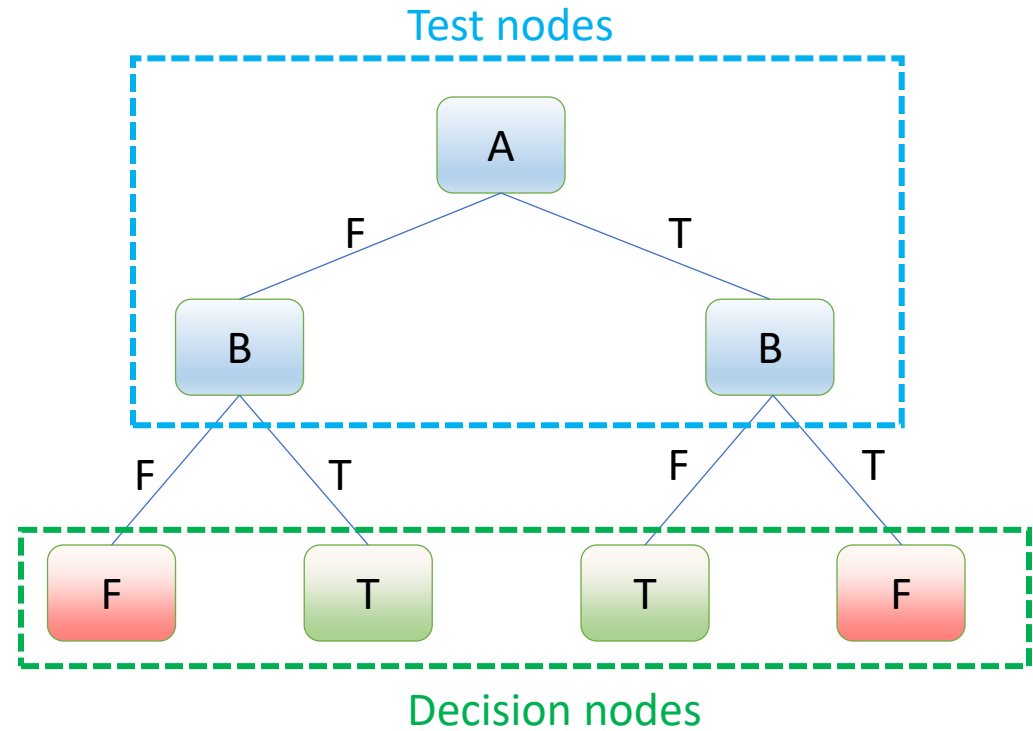 Test nodes
A
F T
B B
F T F T
F T T F
Decision nodes